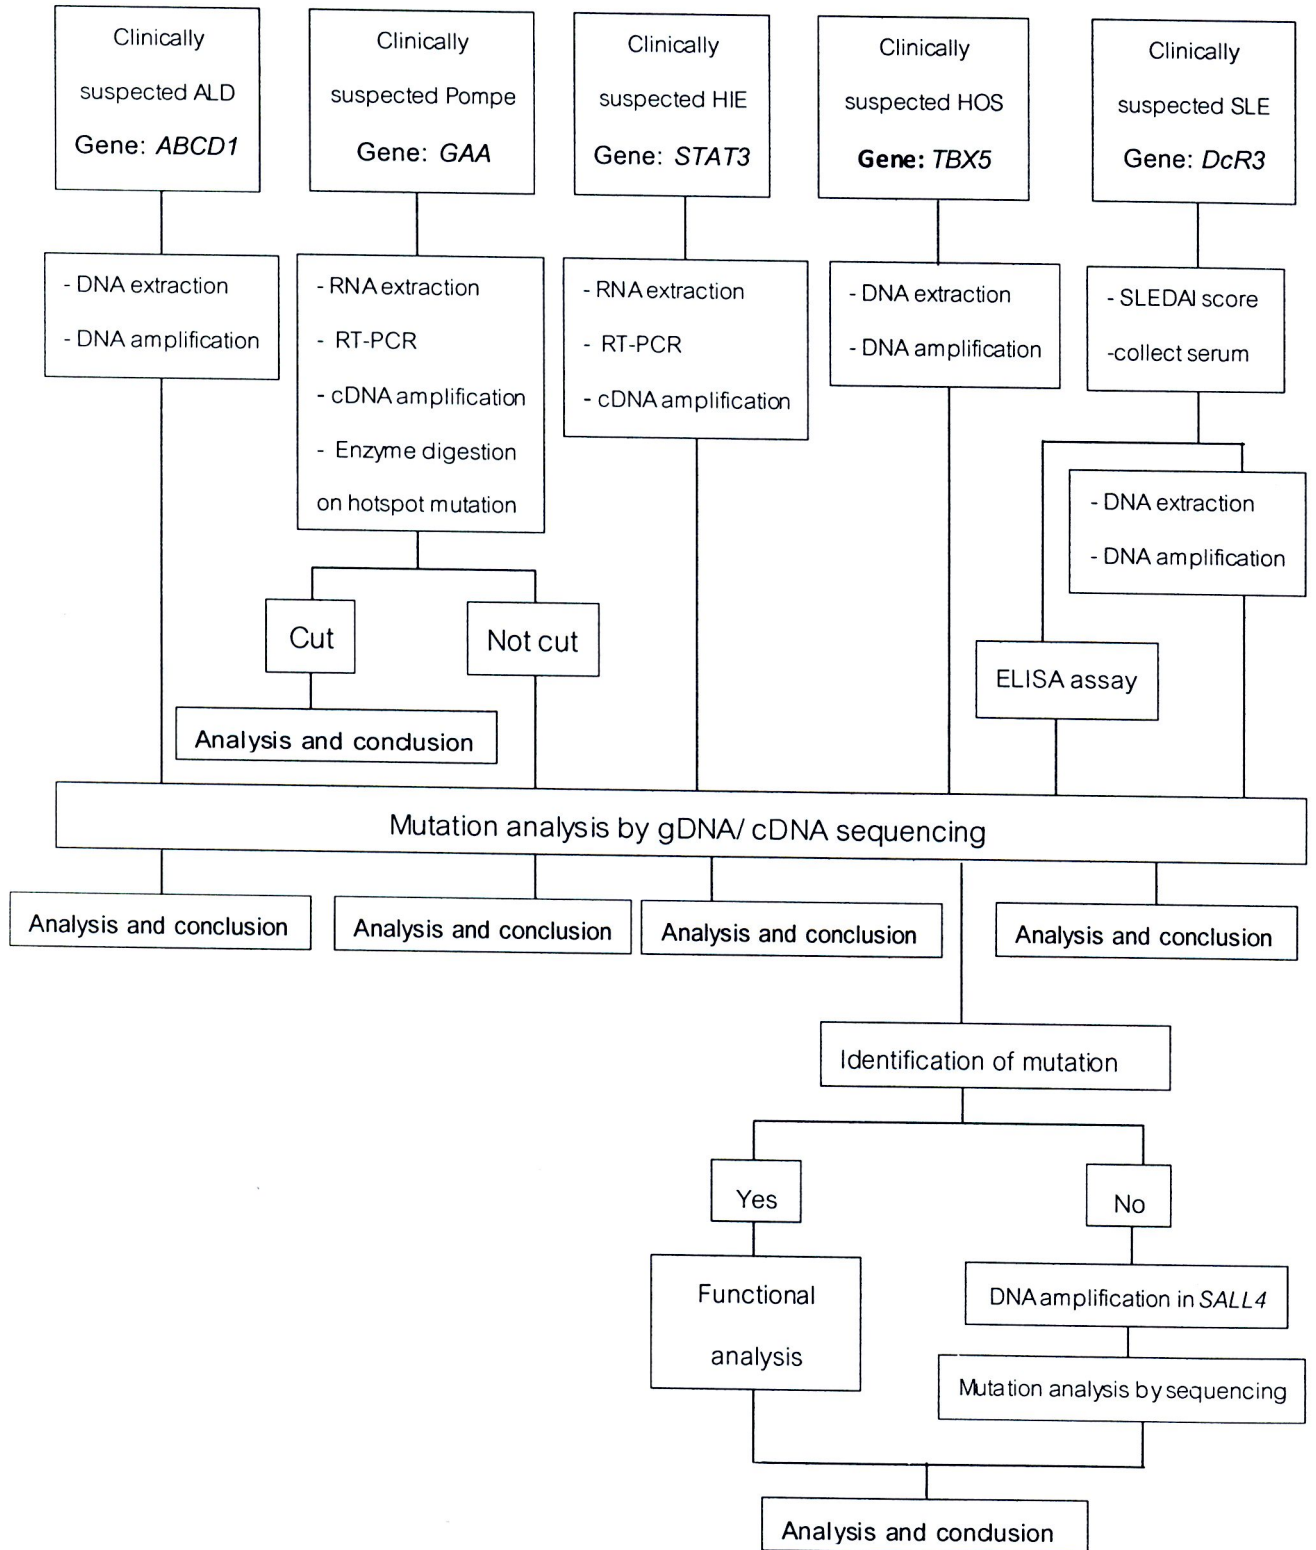 Clinically
suspected ALD
Gene: ABCD1
Clinically
suspected Pompe
Gene: GAA
Clinically
suspected HIE
Gene: STAT3
Clinically
suspected HOS
Gene: TBX5
Clinically
suspected SLE
Gene: DcR3
- DNA extraction
- DNA amplification
- RNA extraction
- RT-PCR
- cDNA amplification
- Enzyme digestion
on hotspot mutation
- RNA extraction
- RT-PCR
- cDNA amplification
- DNA extraction
- DNA amplification
- SLEDAI score
-collect serum
- DNA extraction
- DNA amplification
Cut
Not cut
ELISA assay
Analysis and conclusion
Mutation analysis by gDNA/ cDNA sequencing
Analysis and conclusion
Analysis and conclusion
Analysis and conclusion
Analysis and conclusion
Identification of mutation
Yes
No
Functional
analysis
DNA amplification in SALL4
Mutation analysis by sequencing
Analysis and conclusion